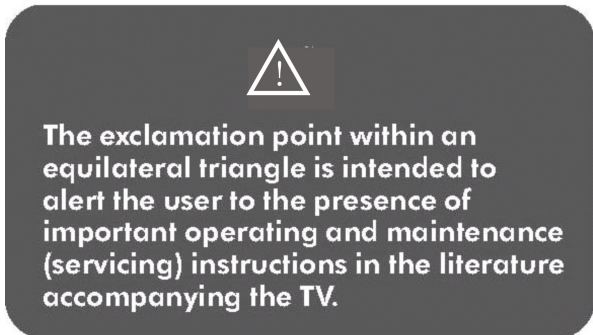 !
The exclamation point within an
equilateral triangle is intended to
alert the user to the presence of
important operating and maintenance
(servicing) instructions in the literature
accompanying the TV.